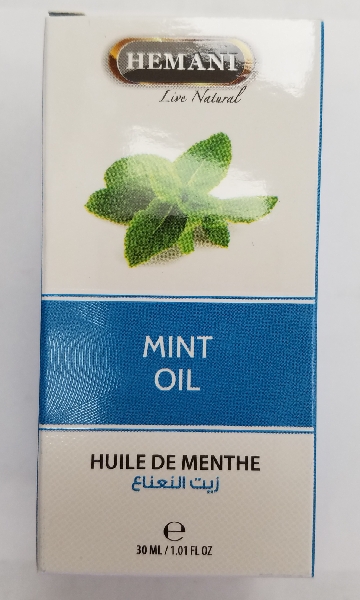 HEMANI
Live Natural
MINT
OIL
HUILE DE MENTHE
زيت النعناع
℮
30 ML / 1.01 FL OZ